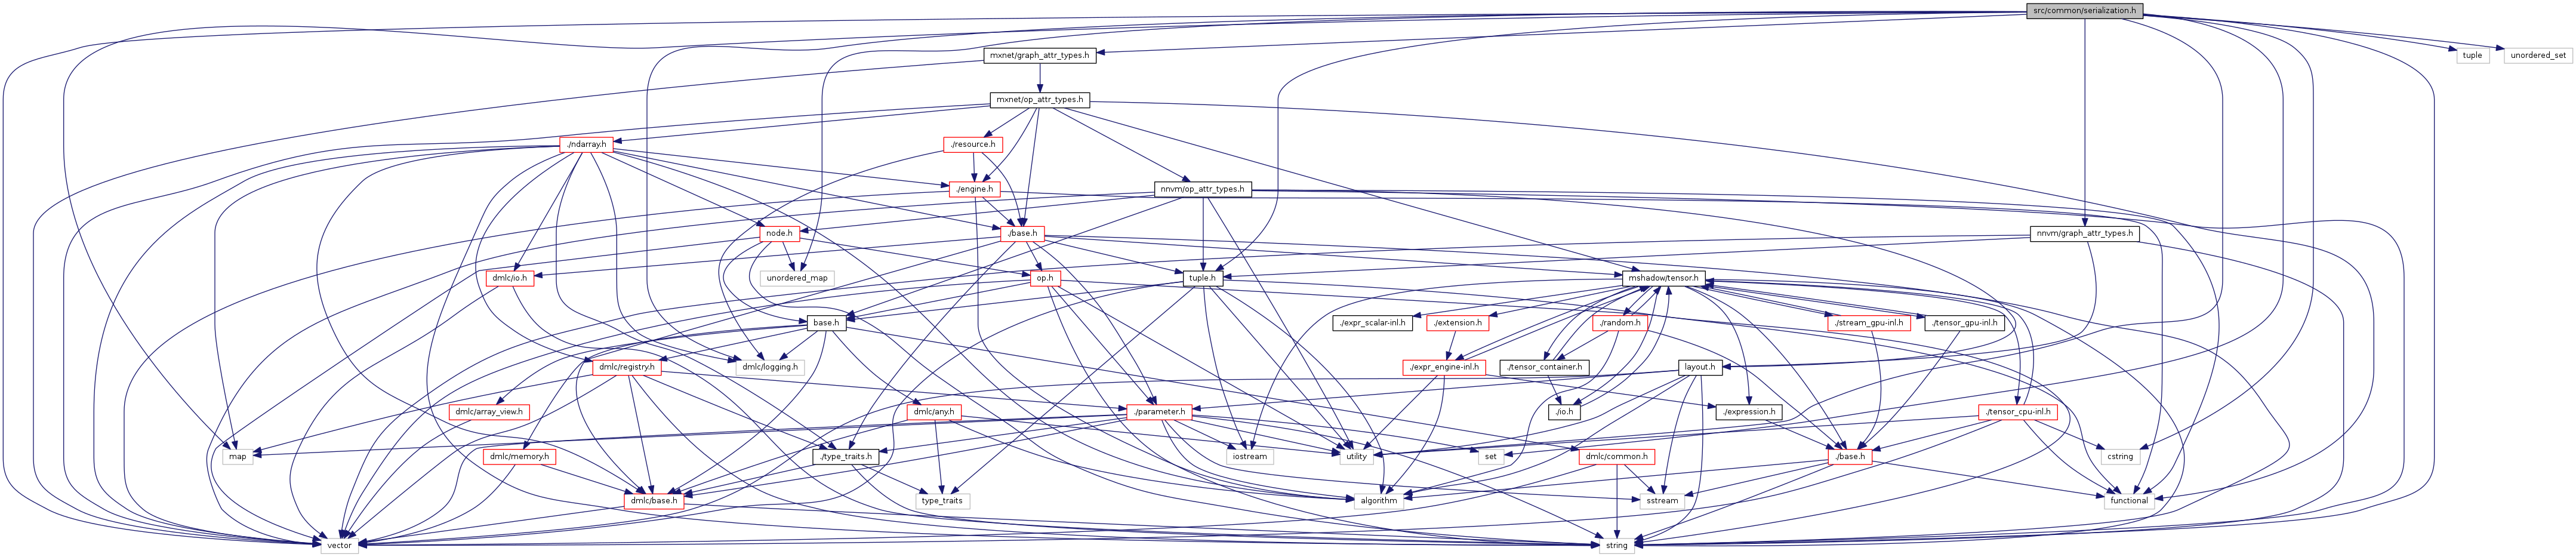 src/common/serialization.h
mxnet/graph_attr_types.h
tuple
unordered_set
mxnet/op_attr_types.h
./ndarray.h
./resource.h
./engine.h
nnvm/op_attr_types.h
node.h
./base.h
nnvm/graph_attr_types.h
dmlc/io.h
unordered_map
op.h
tuple.h
mshadow/tensor.h
base.h
./expr_scalar-inl.h
./extension.h
./random.h
./stream_gpu-inl.h
./tensor_gpu-inl.h
dmlc/registry.h
dmlc/logging.h
./expr_engine-inl.h
./tensor_container.h
layout.h
dmlc/array_view.h
dmlc/any.h
./parameter.h
./io.h
./expression.h
./tensor_cpu-inl.h
map
dmlc/memory.h
./type_traits.h
iostream
utility
set
dmlc/common.h
./base.h
cstring
dmlc/base.h
type_traits
algorithm
sstream
functional
vector
string